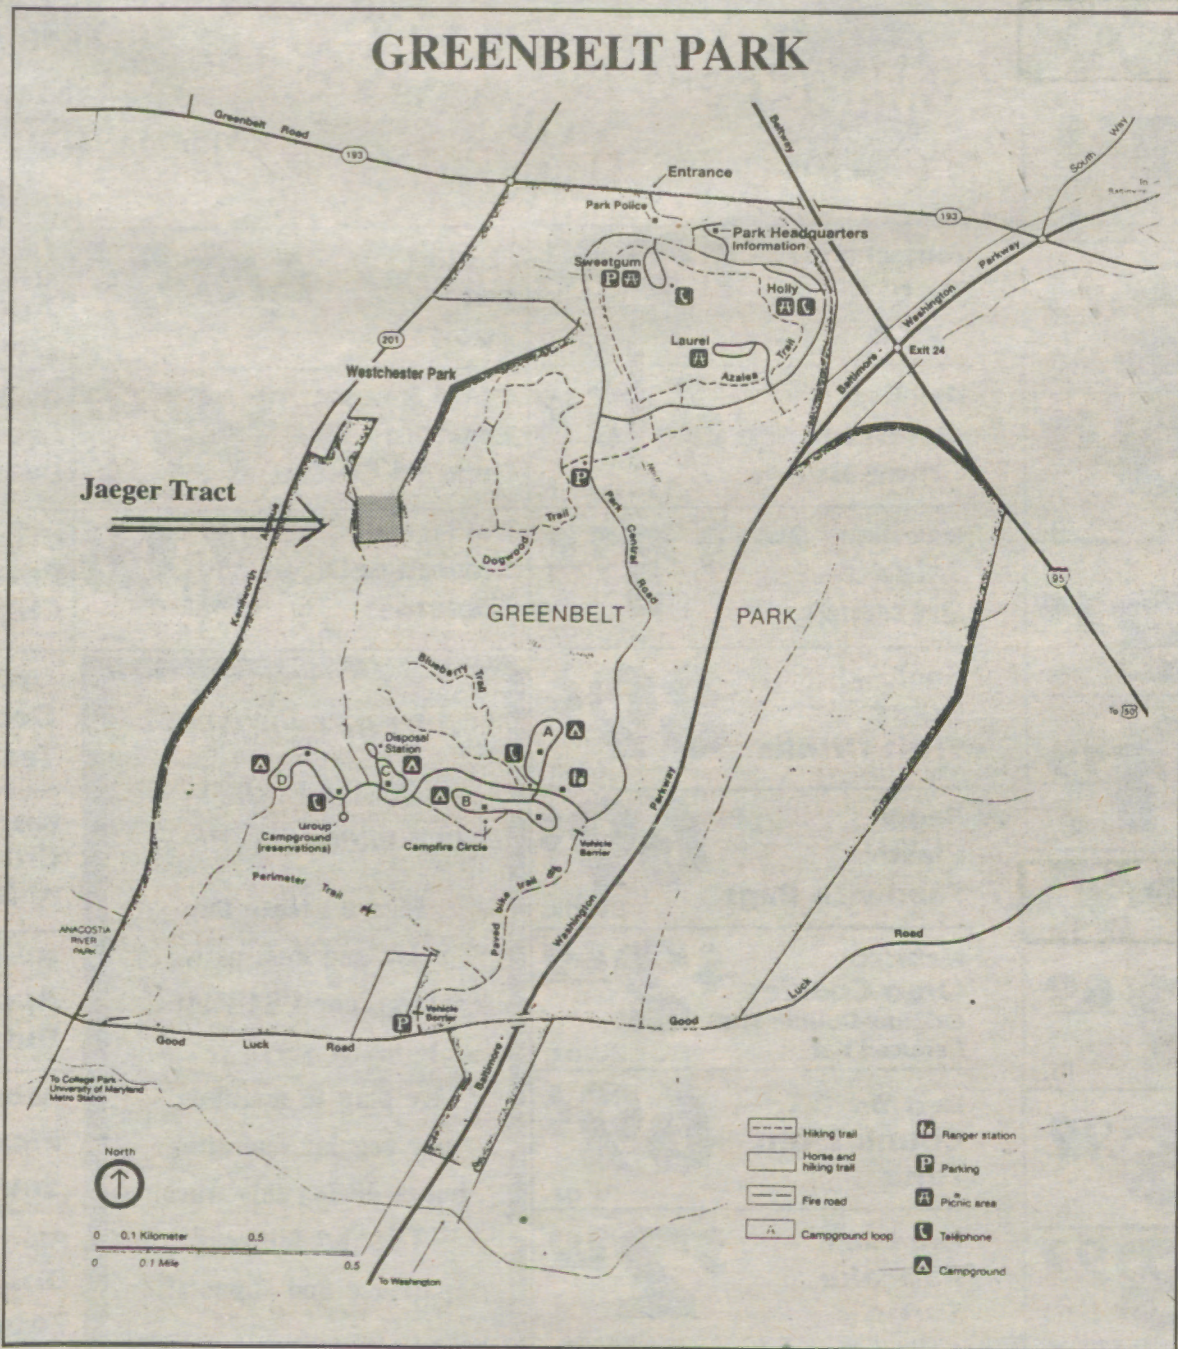 GREENBELT PARK
Greenbelt Road
193
Beltway
South Way
Entrance
Park Police
193
Park Headquarters
Information
Parkway
Sweetgum
P
Holly
Washington
201
Laurel
Trail
Exit 24
Baltimore -
Westchester Park
Azalea
P
Jaeger Tract
Park Central Road
Trail
Dogwood
Avenue
Kenilworth
95
GREENBELT
PARK
Blueberry Trail
To 50
A
Disposal
Station
C
D
B
Parkway
Group
Campground
(reservations)
Campfire Circle
Vehicle
Barrier
Perimeter Trail
Paved bike trail
Washington
ANACOSTIA
RIVER
PARK
Road
Luck
Good
Vehicle
Barrier
P
Good Luck Road
Baltimore -
To College Park -
University of Maryland
Metro Station
North
0 0.1 Kilometer 0.5
0 0.1 Mile 0.5
To Washington
Hiking trail
Horse and
hiking trail
Fire road
Campground loop
Ranger station
P Parking
Picnic area
Telephone
Campground